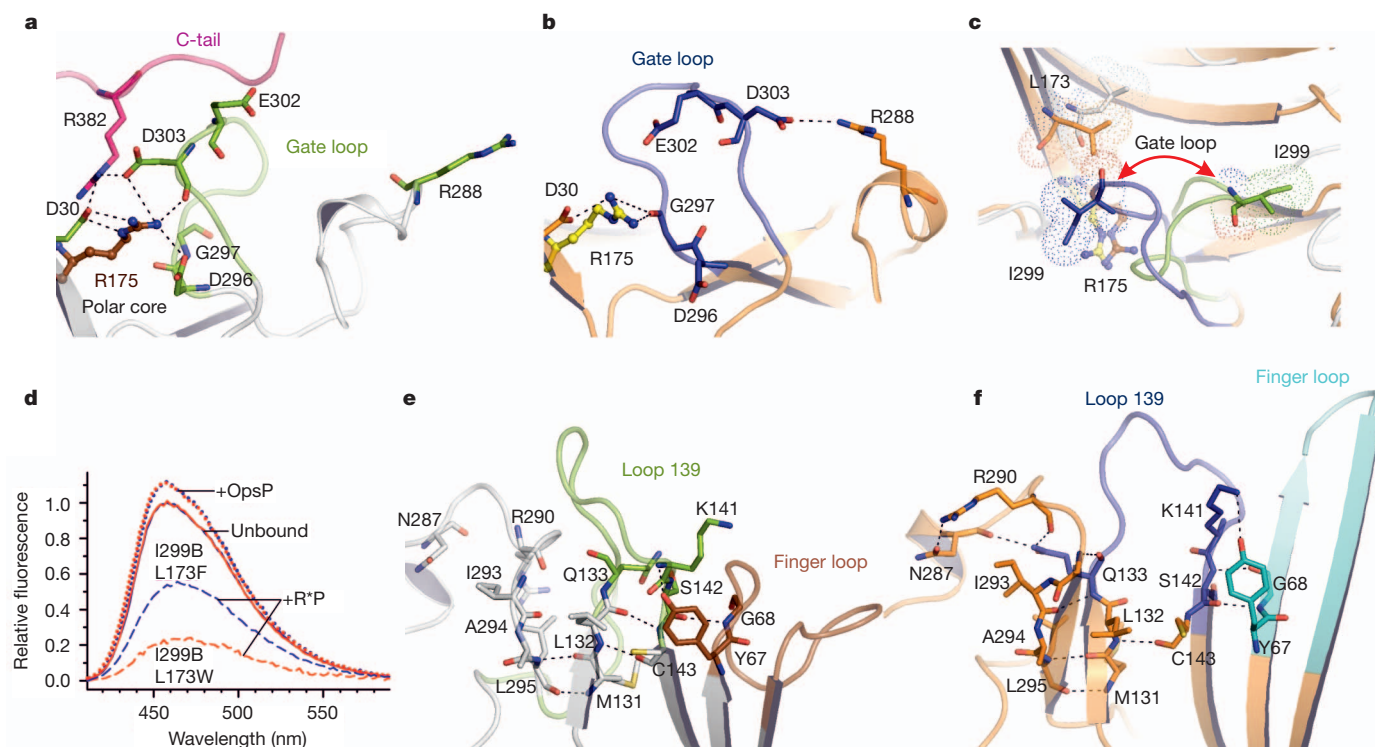 a
C-tail
R382
E302
D303
Gate loop
R288
D30
G297
R175
D296
Polar core
b
Gate loop
D303
E302
R288
D30
G297
R175
D296
c
L173
Gate loop
I299
I299
R175
d
Relative fluorescence
1.0
0.8
0.6
0.4
0.2
0.0
+OpsP
Unbound
I299B
L173F
+R*P
I299B
L173W
450
500
550
Wavelength (nm)
e
Loop 139
K141
N287
R290
Finger loop
I293
Q133
S142
A294
L132
G68
C143
Y67
L295
M131
f
Finger loop
Loop 139
R290
K141
N287
Q133
I293
S142
G68
L132
A294
C143
Y67
L295
M131